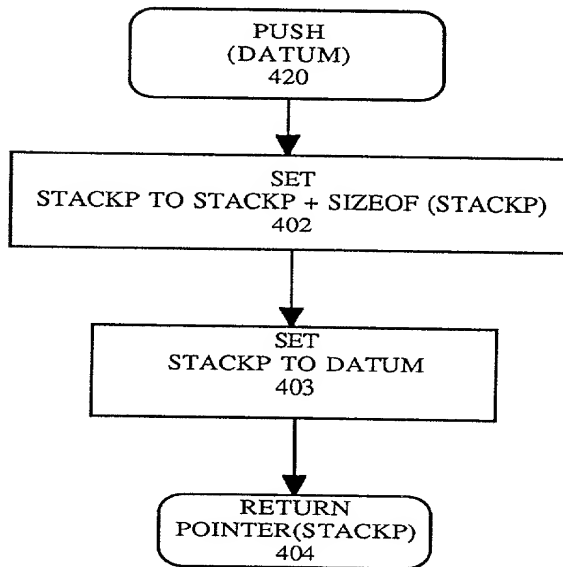 PUSH
(DATUM)
420
SET
STACKP TO STACKP + SIZEOF (STACKP)
402
SET
STACKP TO DATUM
403
RETURN
POINTER(STACKP)
404